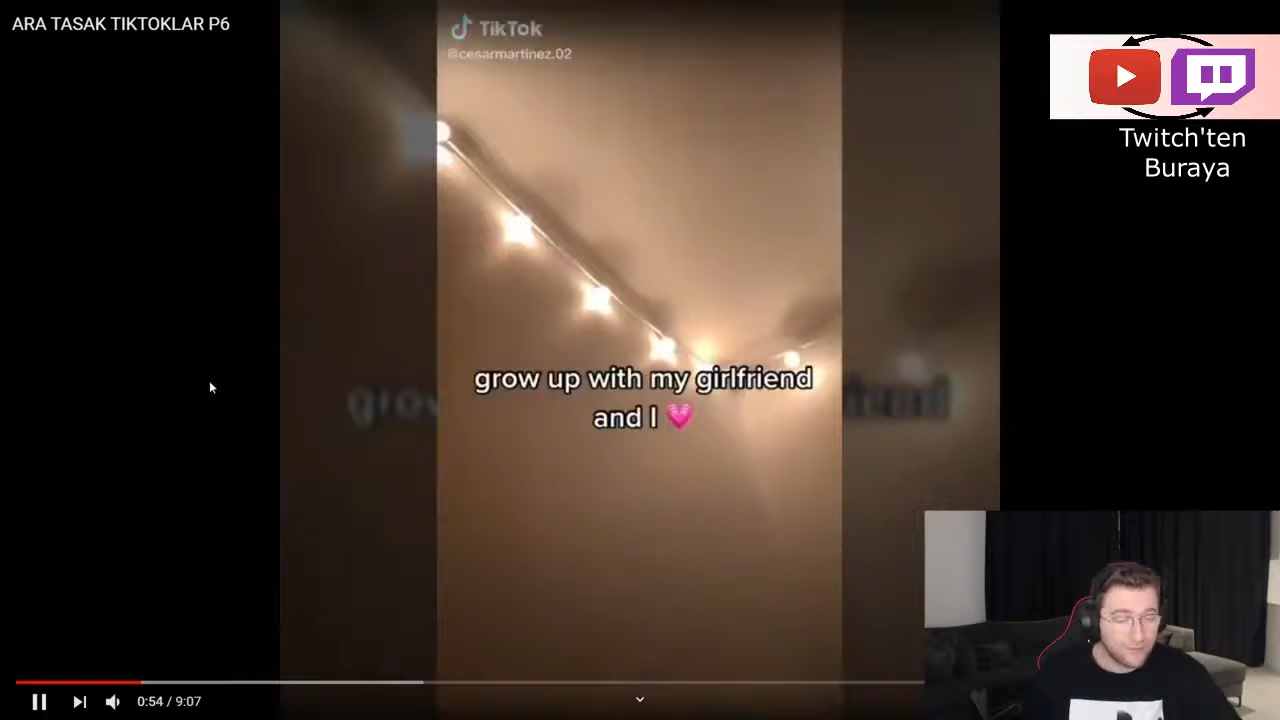 ARA TASAK TIKTOKLAR P6
TikTok
@cesarmartinez.02
Twitch'ten
Buraya
grow up with my girlfriend
and I 💗
0:54 / 9:07